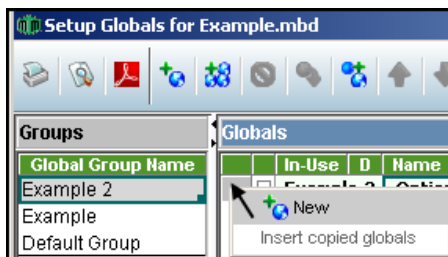 Setup Globals for Example.mbd
Groups
Globals
Global Group Name
In-Use D Name
Example 2
Example
Default Group
New
Insert copied globals